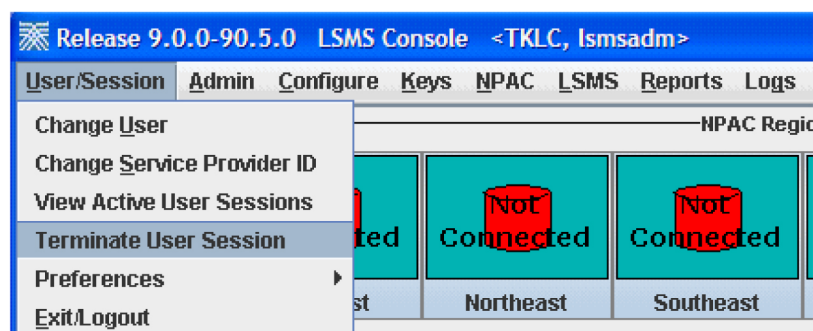 Release 9.0.0-90.5.0 LSMS Console <TKLC, lsmsadm>
User/Session Admin Configure Keys NPAC LSMS Reports Logs
Change User
Change Service Provider ID
View Active User Sessions
Terminate User Session
Preferences
Exit/Logout
NPAC Regio
ted
st
Not
Connected
Northeast
Not
Connected
Southeast